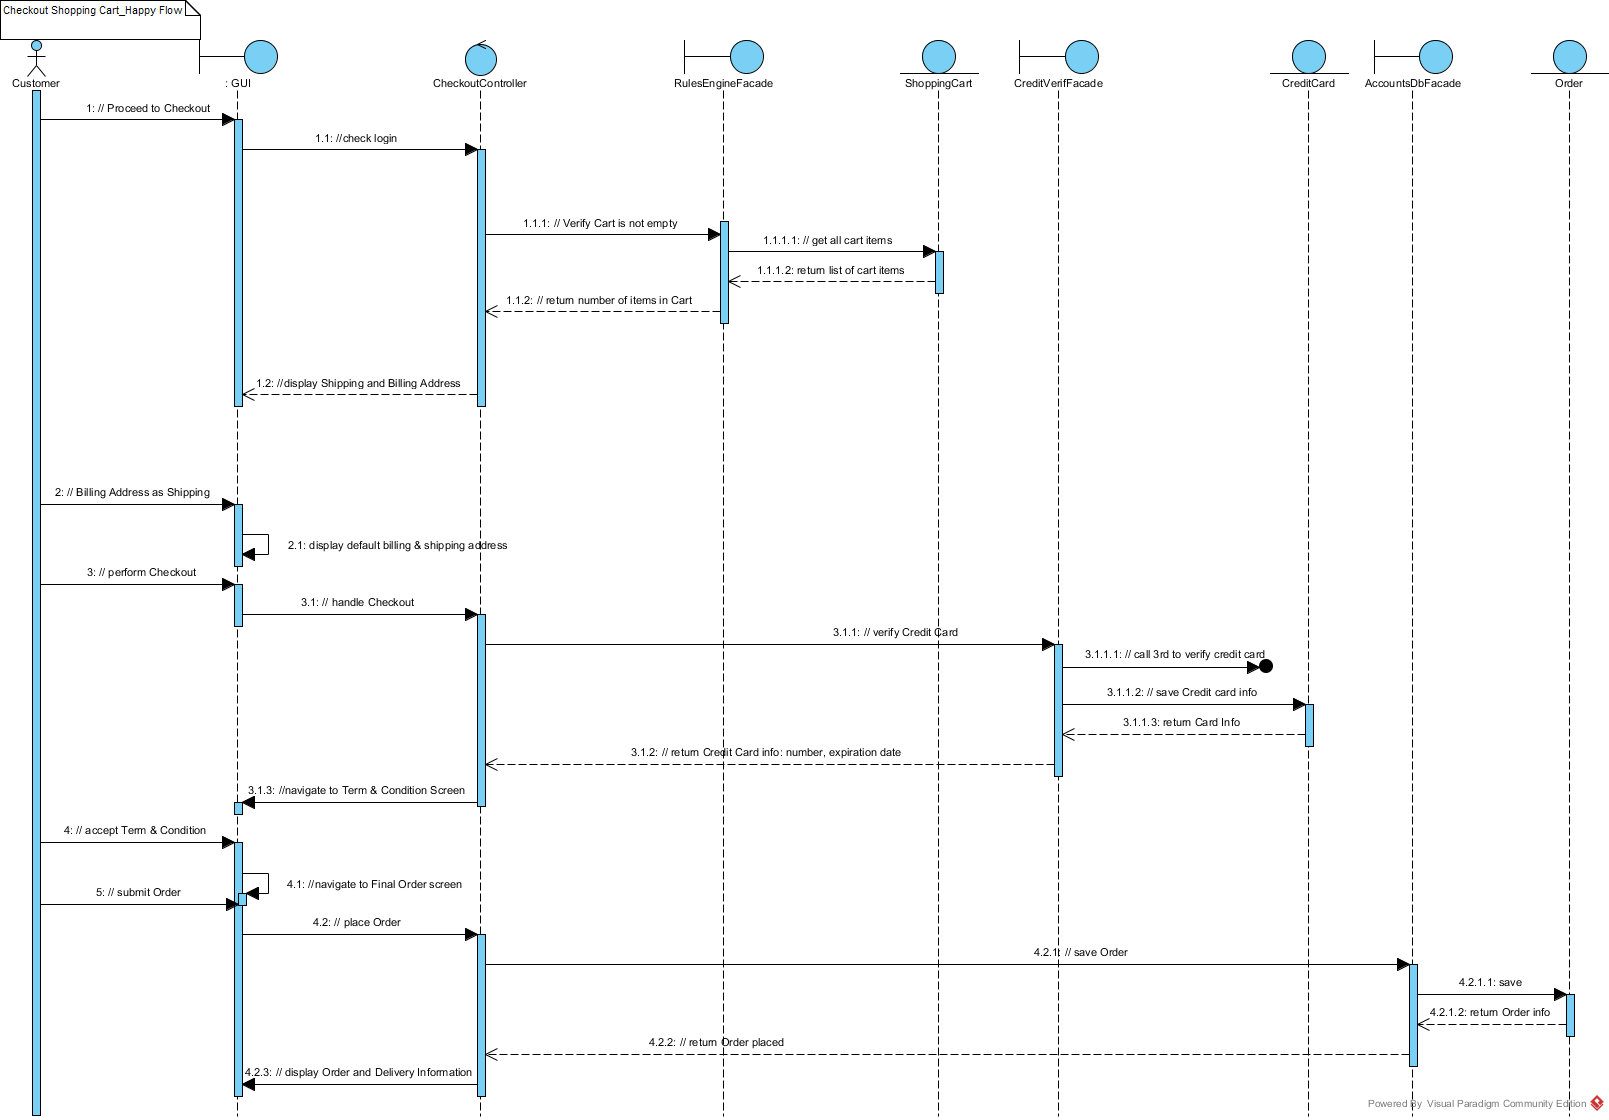 Checkout Shopping Cart_Happy Flow
Customer
: GUI
CheckoutController
RulesEngineFacade
ShoppingCart
CreditVerifFacade
CreditCard
AccountsDbFacade
Order
1: // Proceed to Checkout
1.1: //check login
1.1.1: // Verify Cart is not empty
1.1.1.1: // get all cart items
1.1.1.2: return list of cart items
1.1.2: // return number of items in Cart
1.2: //display Shipping and Billing Address
2: // Billing Address as Shipping
2.1: display default billing & shipping address
3: // perform Checkout
3.1: // handle Checkout
3.1.1: // verify Credit Card
3.1.1.1: // call 3rd to verify credit card
3.1.1.2: // save Credit card info
3.1.1.3: return Card Info
3.1.2: // return Credit Card info: number, expiration date
3.1.3: //navigate to Term & Condition Screen
4: // accept Term & Condition
4.1: //navigate to Final Order screen
5: // submit Order
4.2: // place Order
4.2.1: // save Order
4.2.1.1: save
4.2.1.2: return Order info
4.2.2: // return Order placed
4.2.3: // display Order and Delivery Information
Powered By Visual Paradigm Community Edition